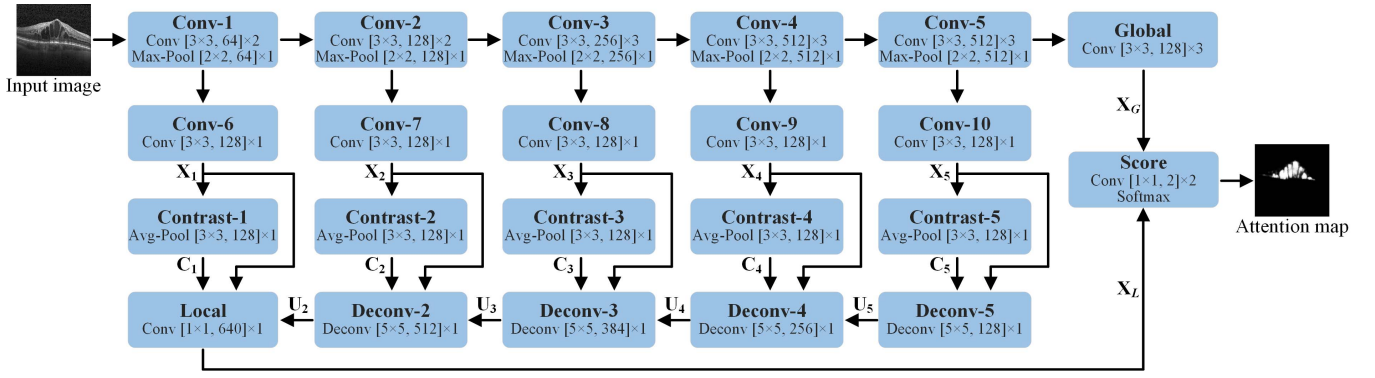 Input image
Conv-1
Conv [3×3, 64]×2
Max-Pool [2×2, 64]×1
Conv-2
Conv [3×3, 128]×2
Max-Pool [2×2, 128]×1
Conv-3
Conv [3×3, 256]×3
Max-Pool [2×2, 256]×1
Conv-4
Conv [3×3, 512]×3
Max-Pool [2×2, 512]×1
Conv-5
Conv [3×3, 512]×3
Max-Pool [2×2, 512]×1
Global
Conv [3×3, 128]×3
Conv-6
Conv [3×3, 128]×1
Conv-7
Conv [3×3, 128]×1
Conv-8
Conv [3×3, 128]×1
Conv-9
Conv [3×3, 128]×1
Conv-10
Conv [3×3, 128]×1
X_G
X_1
X_2
X_3
X_4
X_5
Score
Conv [1×1, 2]×2
Softmax
Attention map
Contrast-1
Avg-Pool [3×3, 128]×1
Contrast-2
Avg-Pool [3×3, 128]×1
Contrast-3
Avg-Pool [3×3, 128]×1
Contrast-4
Avg-Pool [3×3, 128]×1
Contrast-5
Avg-Pool [3×3, 128]×1
C_1
C_2
C_3
C_4
C_5
X_L
Local
Conv [1×1, 640]×1
U_2
Deconv-2
Deconv [5×5, 512]×1
U_3
Deconv-3
Deconv [5×5, 384]×1
U_4
Deconv-4
Deconv [5×5, 256]×1
U_5
Deconv-5
Deconv [5×5, 128]×1